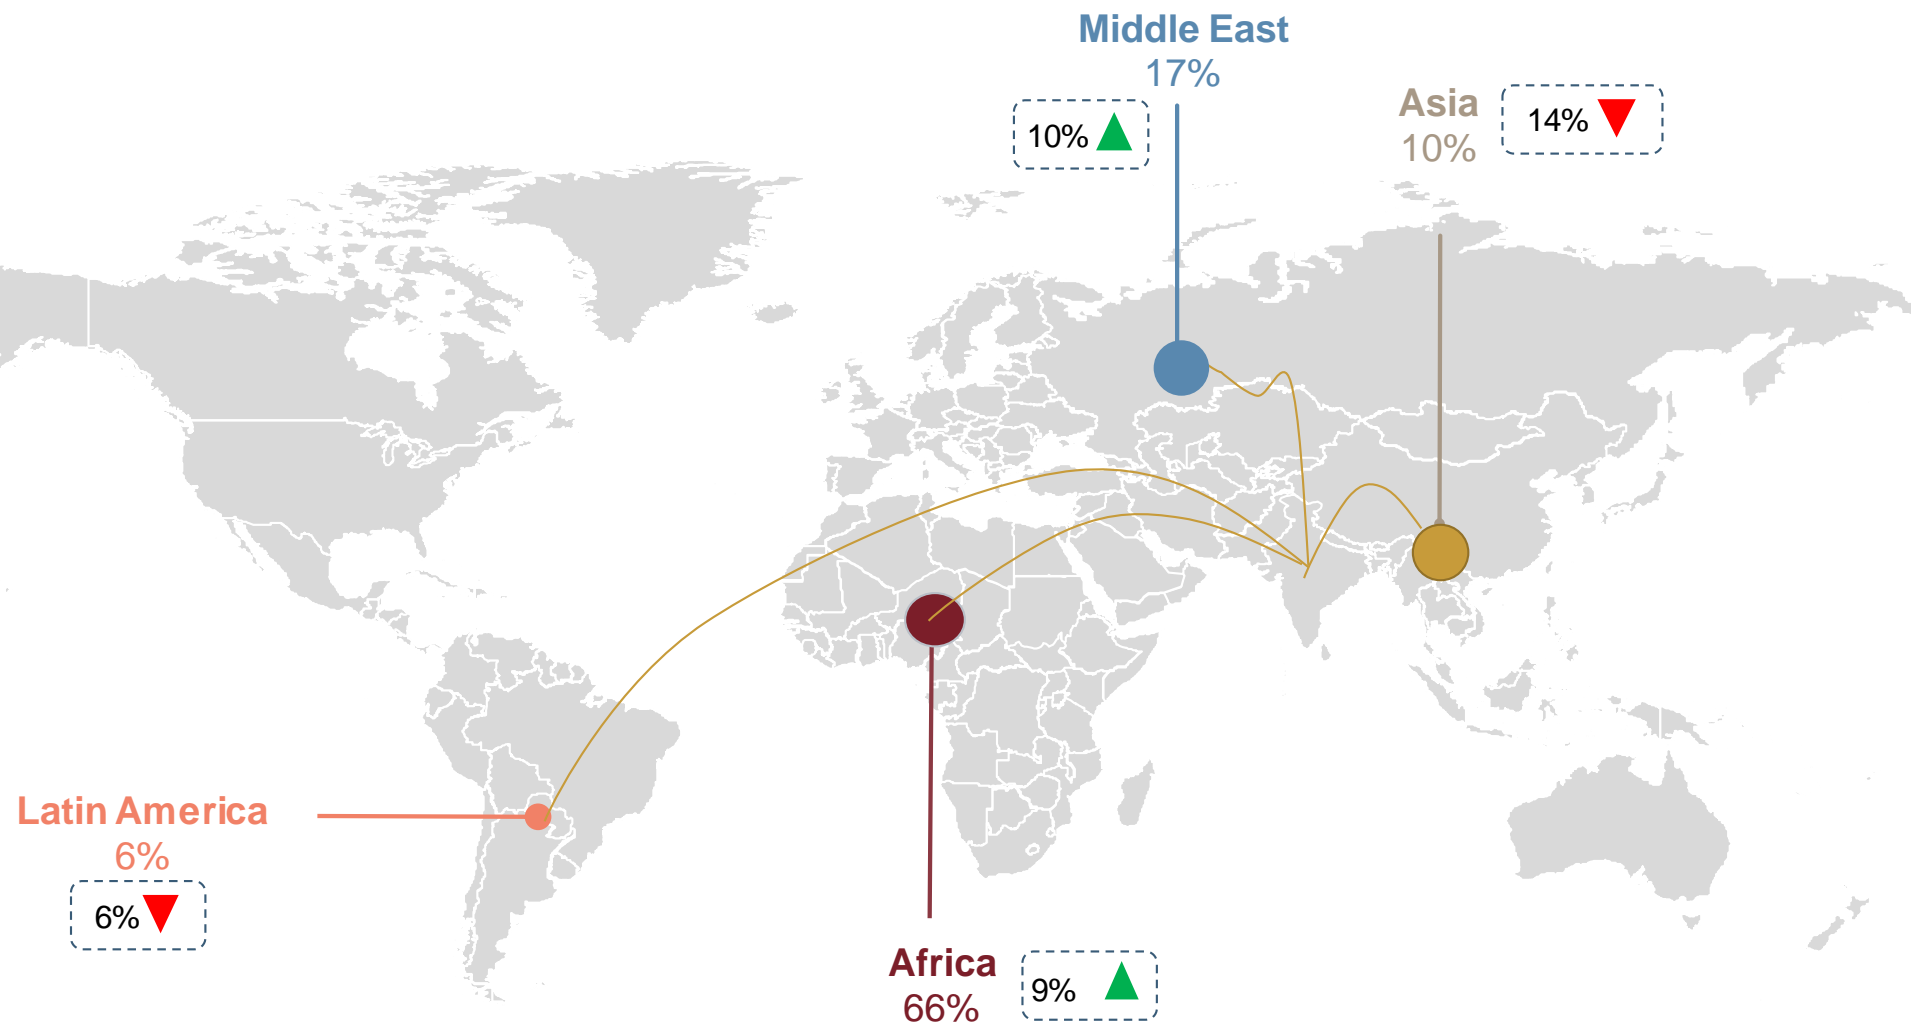 Middle East
17%
10%
Asia
10%
14%
Latin America
6%
6%
Africa
66%
9%